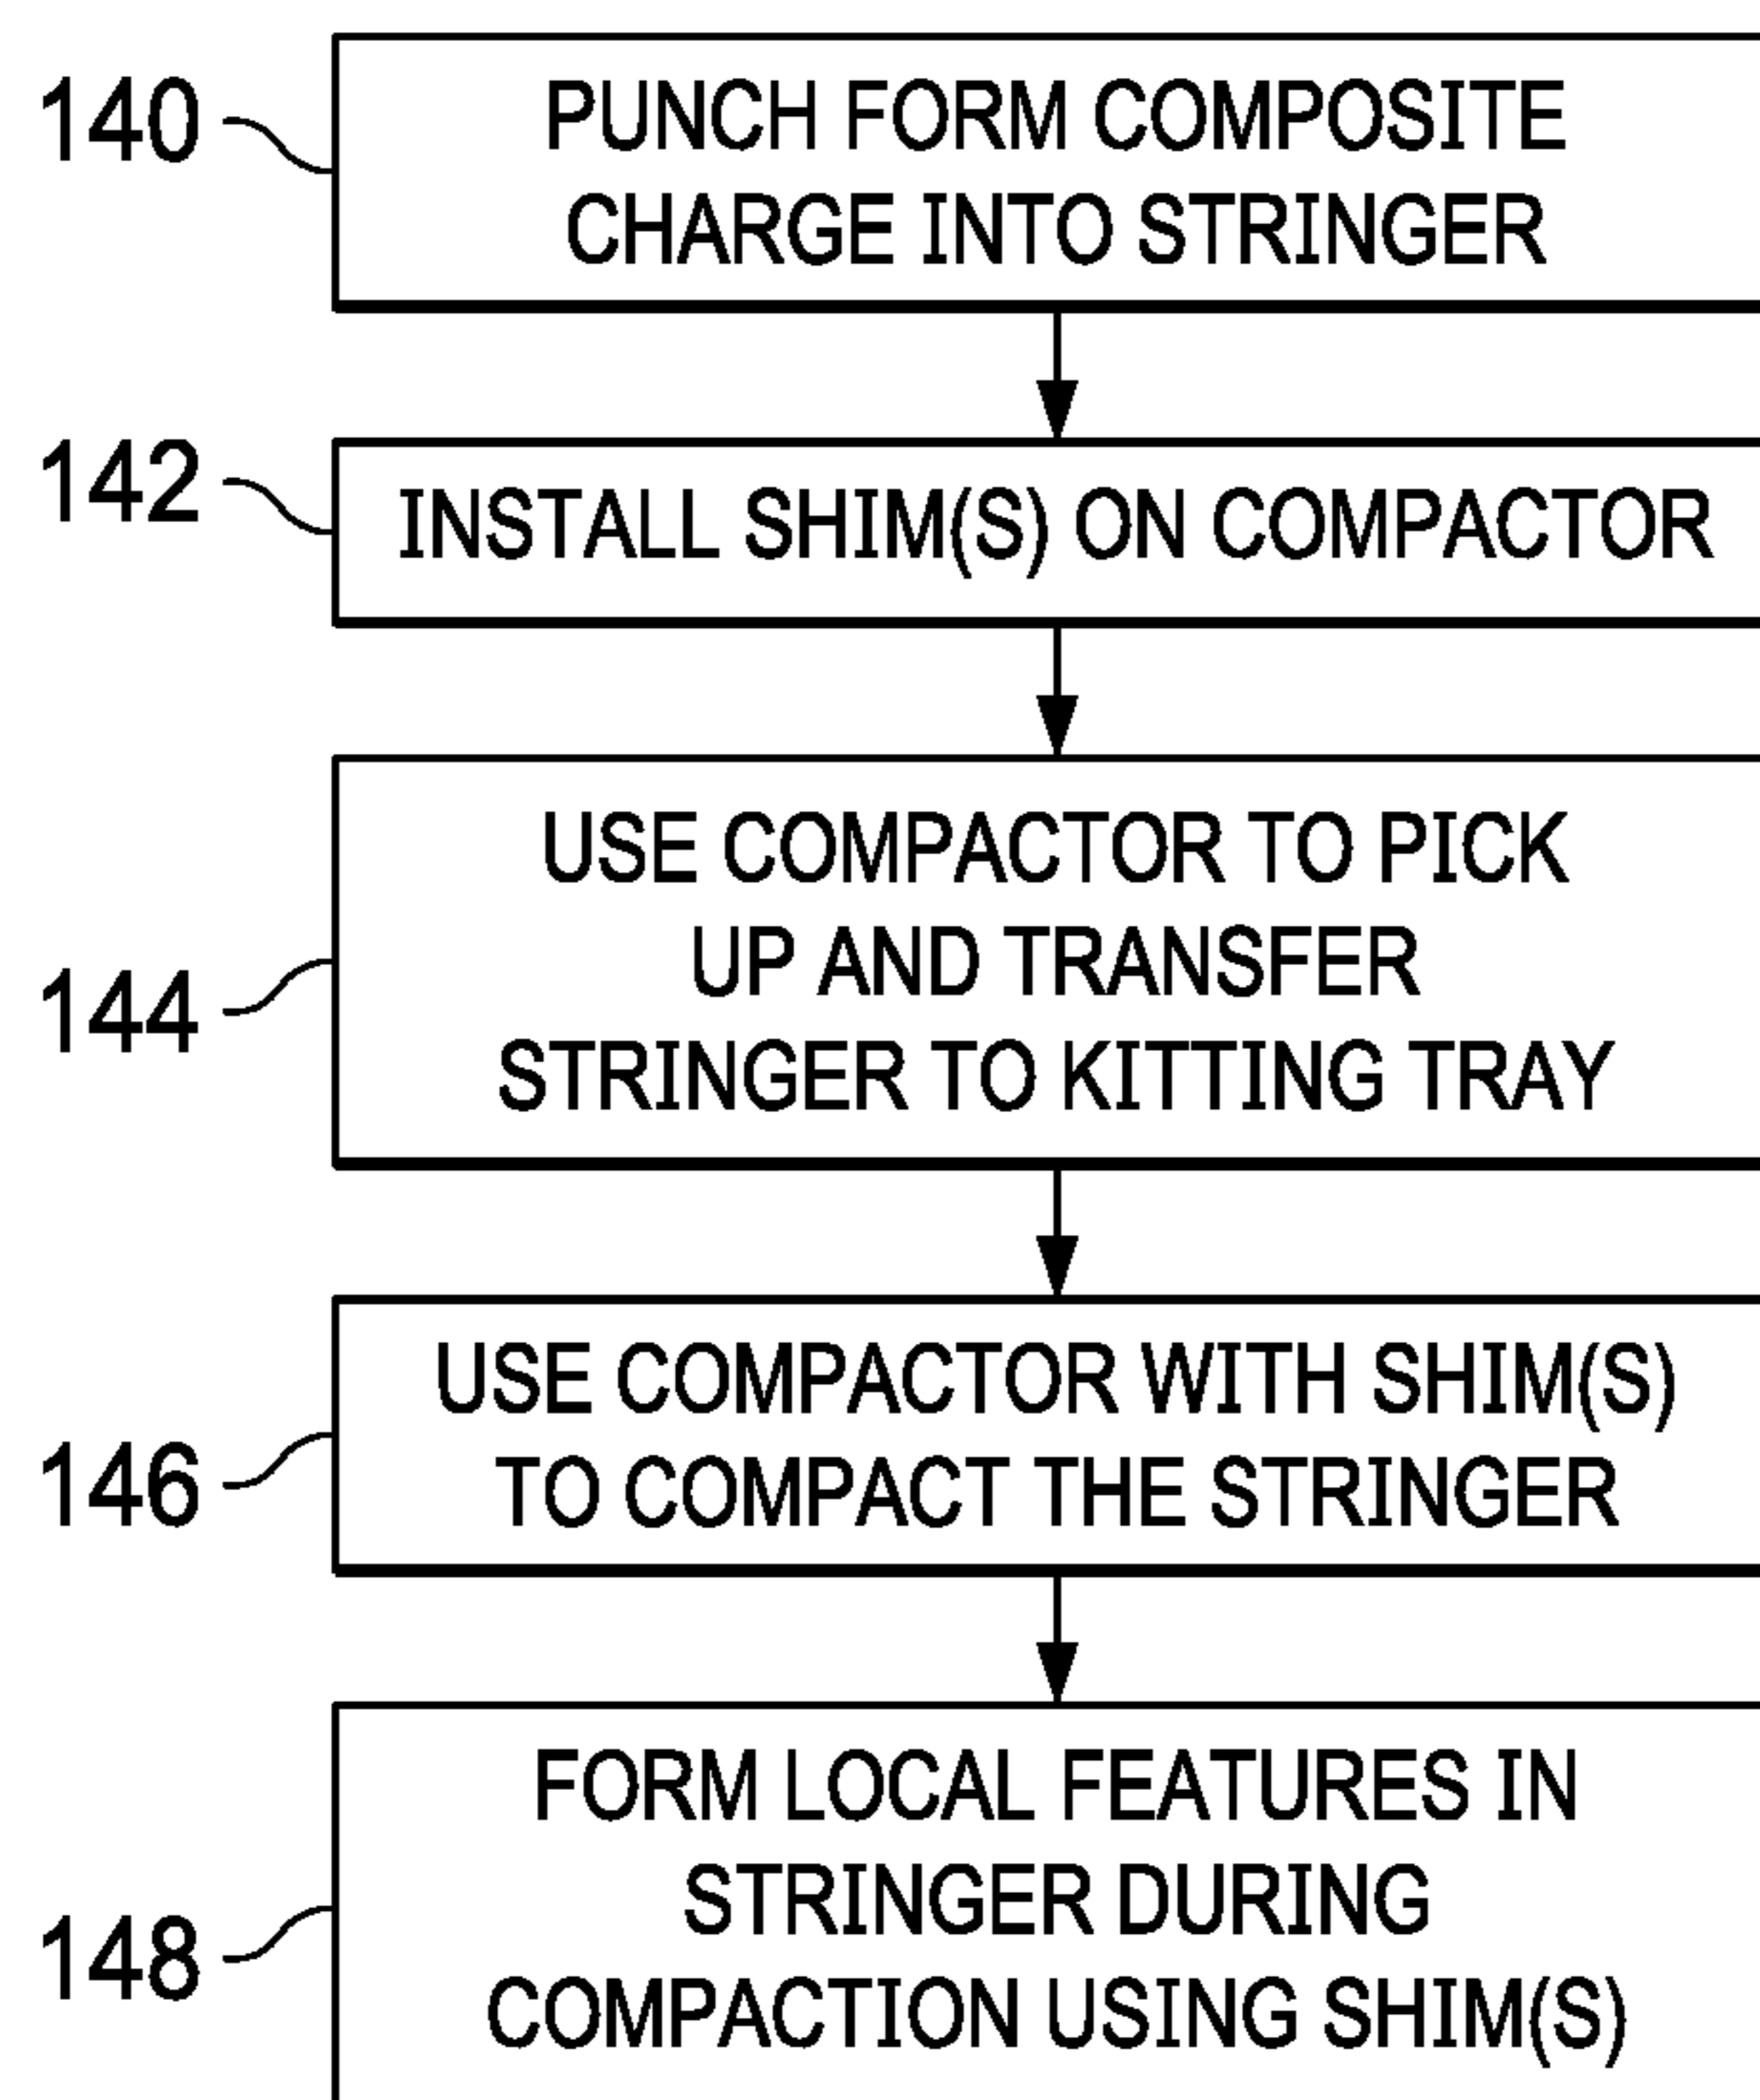 140
PUNCH FORM COMPOSITE
CHARGE INTO STRINGER
142
INSTALL SHIM(S) ON COMPACTOR
144
USE COMPACTOR TO PICK
UP AND TRANSFER
STRINGER TO KITTING TRAY
146
USE COMPACTOR WITH SHIM(S)
TO COMPACT THE STRINGER
148
FORM LOCAL FEATURES IN
STRINGER DURING
COMPACTION USING SHIM(S)